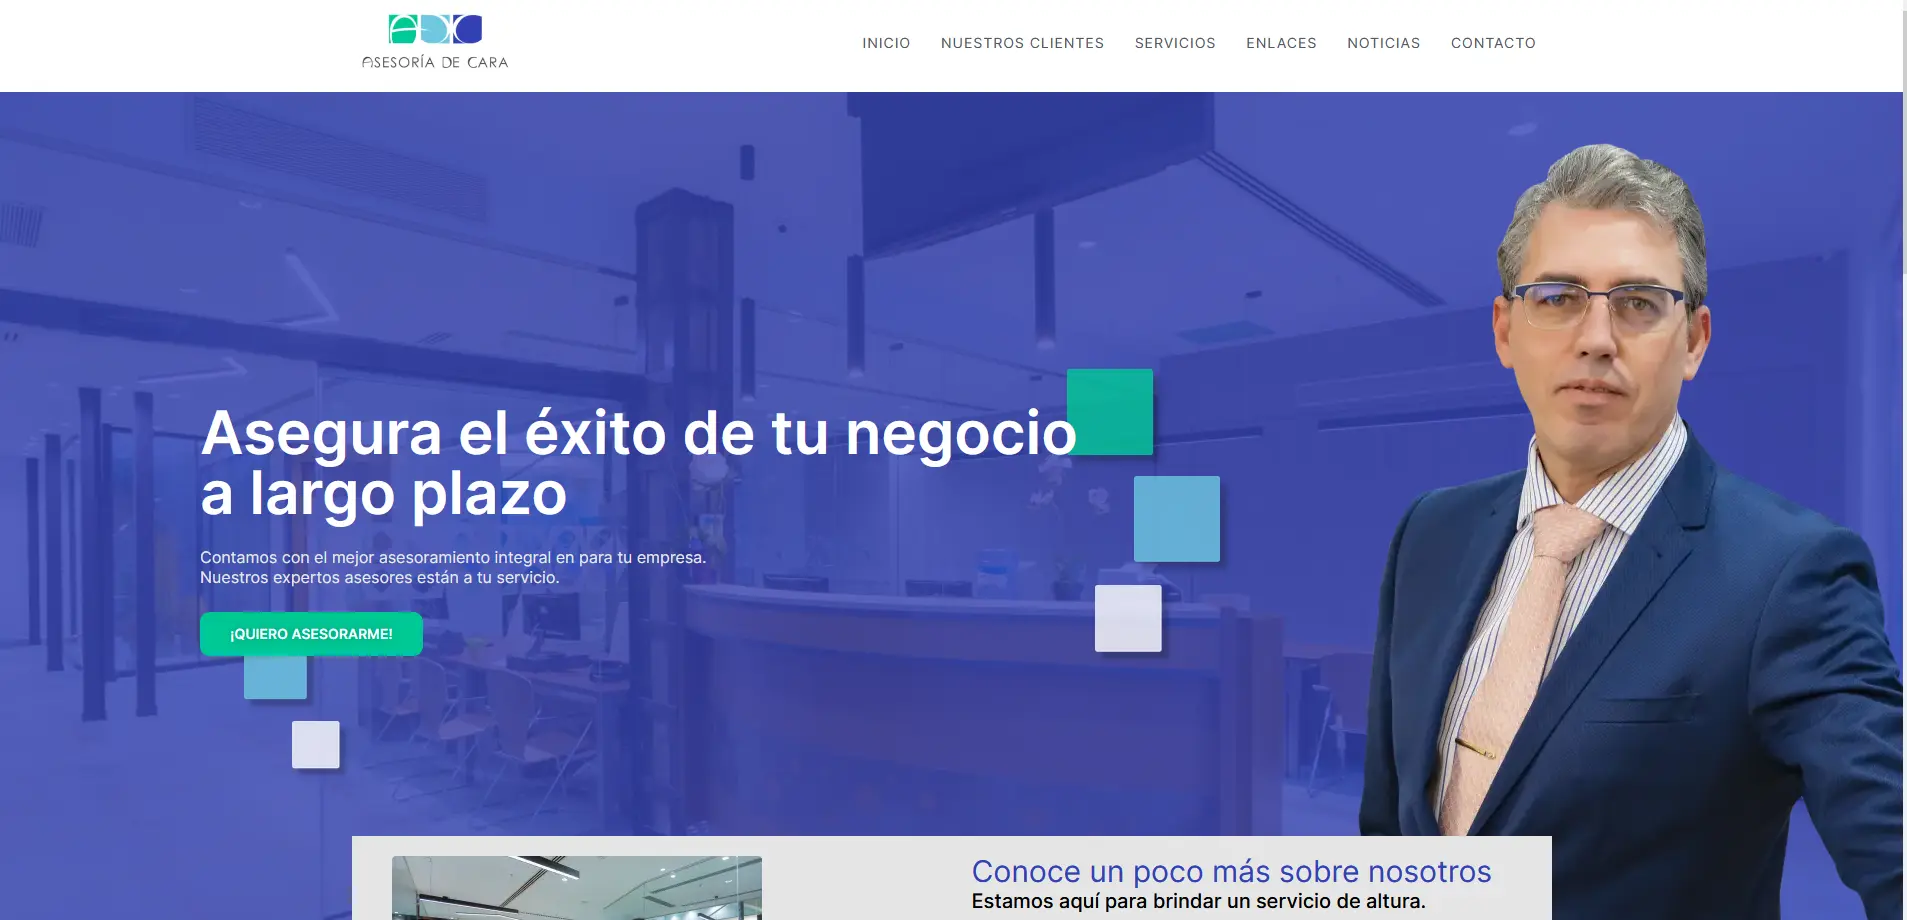 ADC
ASESORÍA DE CARA
INICIO
NUESTROS CLIENTES
SERVICIOS
ENLACES
NOTICIAS
CONTACTO
Asegura el éxito de tu negocio
a largo plazo
Contamos con el mejor asesoramiento integral en para tu empresa.
Nuestros expertos asesores están a tu servicio.
¡QUIERO ASESORARME!
Conoce un poco más sobre nosotros
Estamos aquí para brindar un servicio de altura.